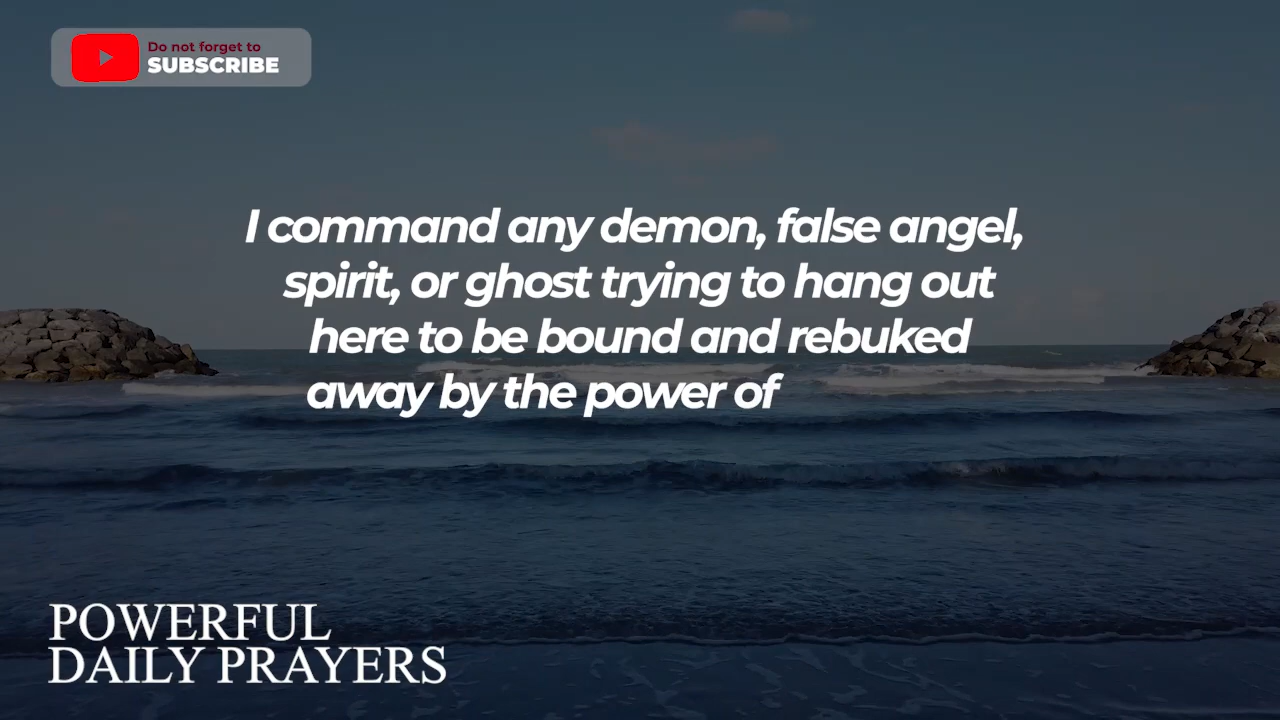 Do not forget to
SUBSCRIBE
I command any demon, false angel,
spirit, or ghost trying to hang out
here to be bound and rebuked
away by the power of
POWERFUL
DAILY PRAYERS